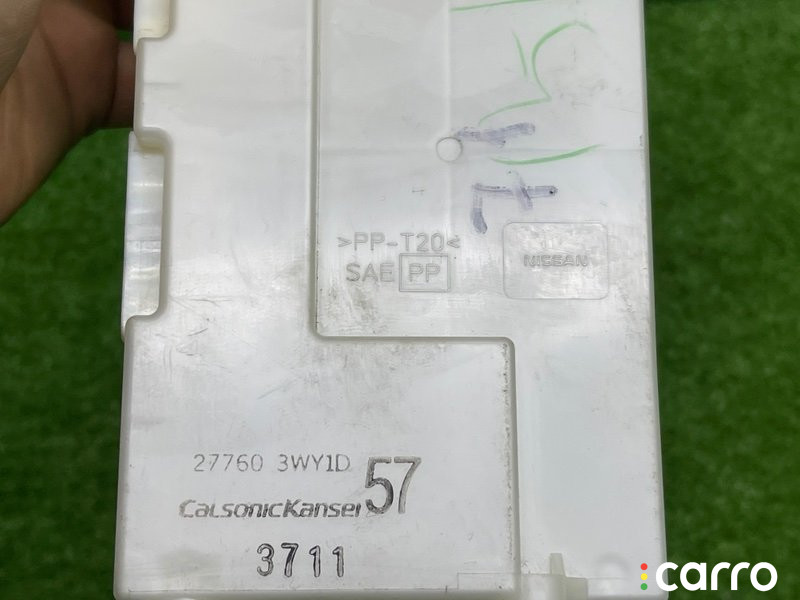 >PP-T20<
SAE PP
NISSAN
27760 3WY1D 57
CalsonicKansei
3711
carro